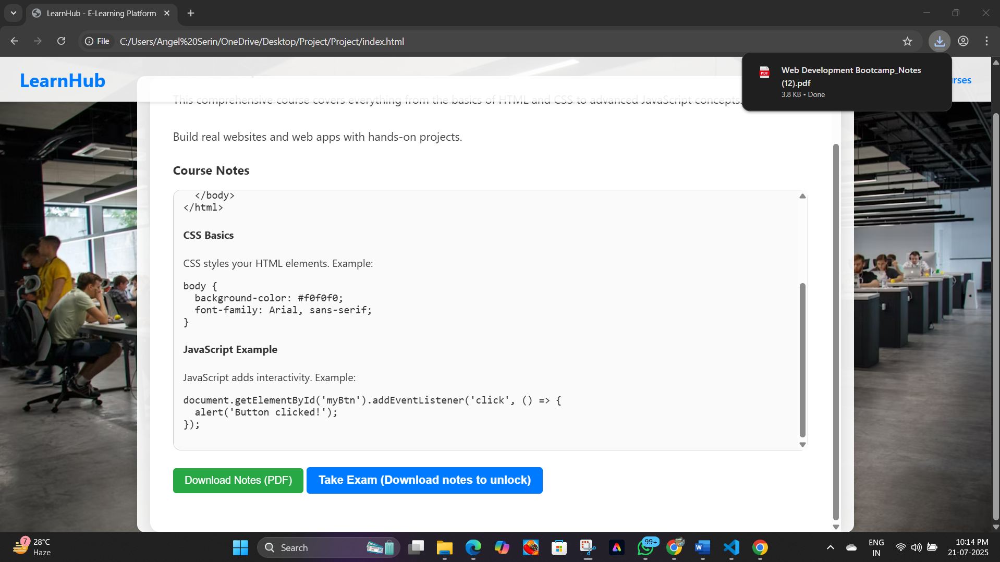 LearnHub - E-Learning Platform
File
C:/Users/Angel%20Serin/OneDrive/Desktop/Project/Project/index.html
Web Development Bootcamp_Notes
(12).pdf
3.8 KB • Done
PDF
LearnHub
rses
This comprehensive course covers everything from the basics of HTML and CSS to advanced JavaScript concepts.
Build real websites and web apps with hands-on projects.
Course Notes
</body>
</html>
CSS Basics
CSS styles your HTML elements. Example:
body {
background-color: #f0f0f0;
font-family: Arial, sans-serif;
}
JavaScript Example
JavaScript adds interactivity. Example:
document.getElementById('myBtn').addEventListener('click', () => {
alert('Button clicked!');
});
Download Notes (PDF)
Take Exam (Download notes to unlock)
7
28°C
Haze
Search
99+
W
ENG
IN
10:14 PM
21-07-2025